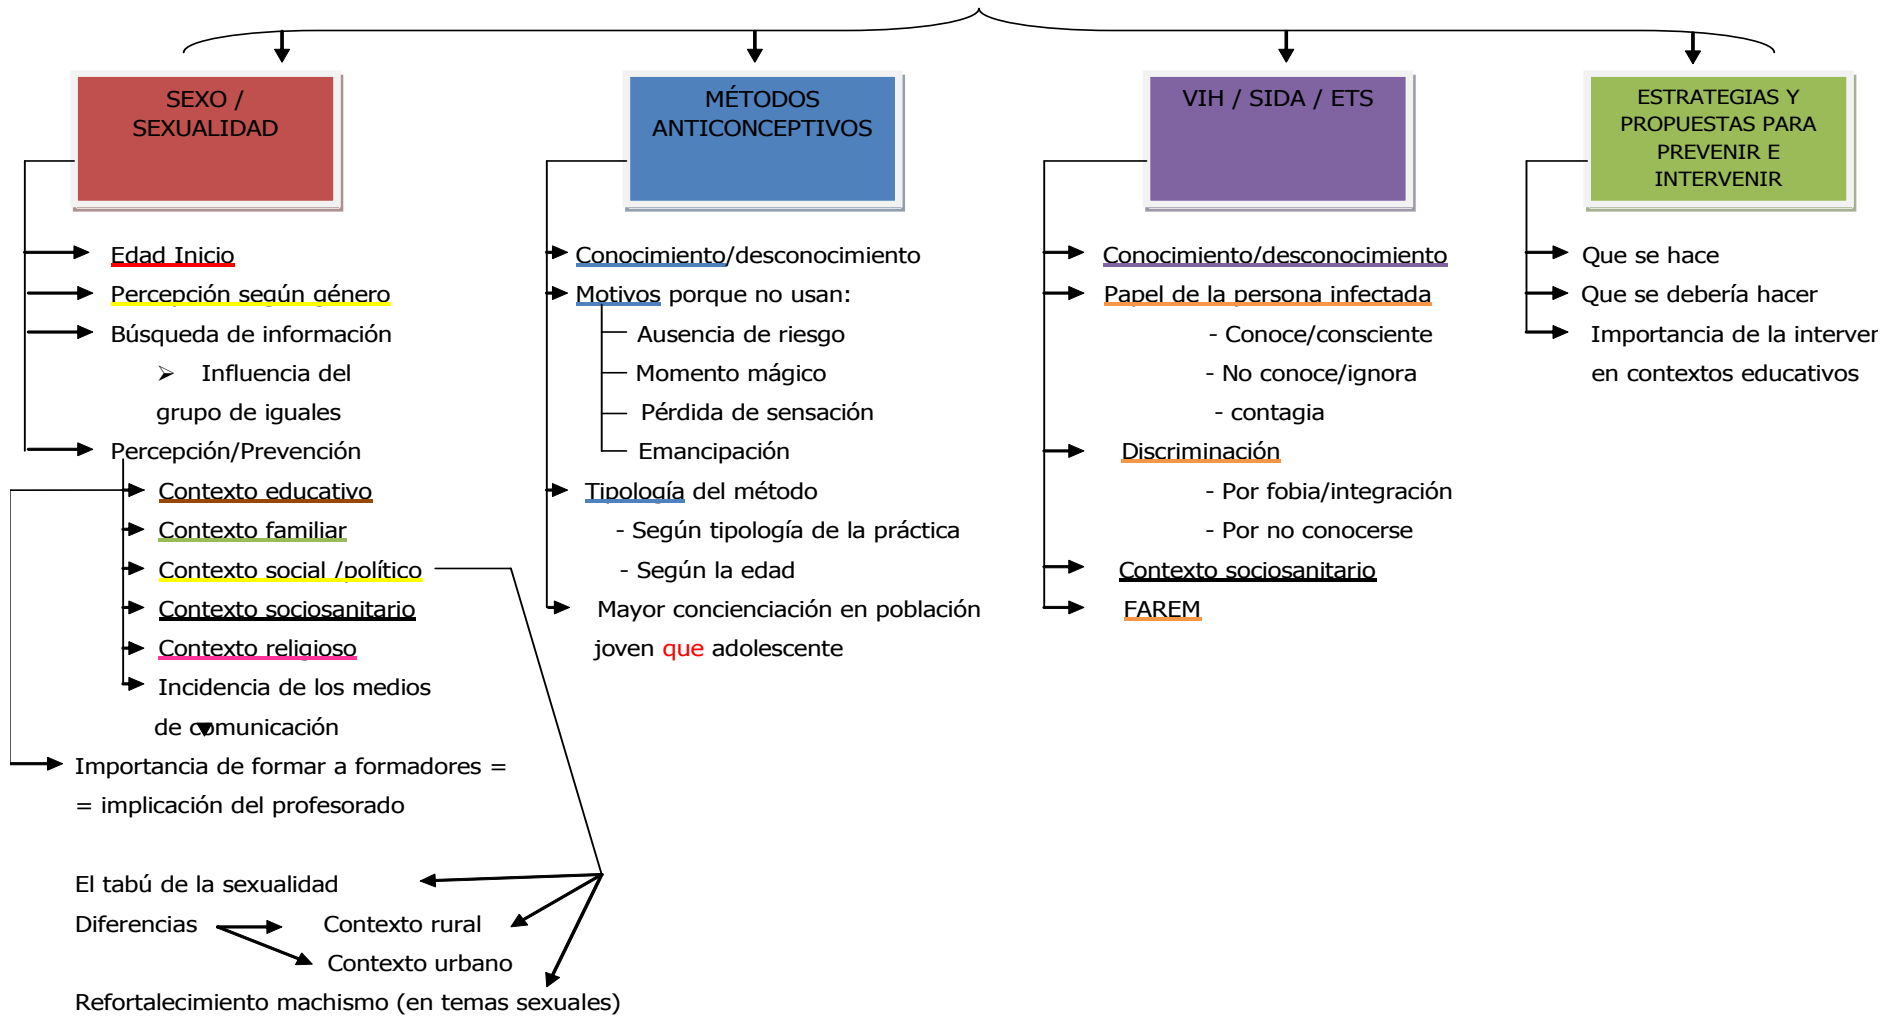 SEXO /
SEXUALIDAD
Edad Inicio
Percepción según género
Búsqueda de información
➢ Influencia del
grupo de iguales
Percepción/Prevención
Contexto educativo
Contexto familiar
Contexto social /político
Contexto sociosanitario
Contexto religioso
Incidencia de los medios
de comunicación
Importancia de formar a formadores =
= implicación del profesorado
El tabú de la sexualidad
Diferencias
Contexto rural
Contexto urbano
Refortalecimiento machismo (en temas sexuales)
MÉTODOS
ANTICONCEPTIVOS
Conocimiento/desconocimiento
Motivos porque no usan:
Ausencia de riesgo
Momento mágico
Pérdida de sensación
Emancipación
Tipología del método
- Según tipología de la práctica
- Según la edad
Mayor concienciación en población
joven que adolescente
VIH / SIDA / ETS
Conocimiento/desconocimiento
Papel de la persona infectada
- Conoce/consciente
- No conoce/ignora
- contagia
Discriminación
- Por fobia/integración
- Por no conocerse
Contexto sociosanitario
FAREM
ESTRATEGIAS Y
PROPUESTAS PARA
PREVENIR E
INTERVENIR
Que se hace
Que se debería hacer
Importancia de la interver
en contextos educativos